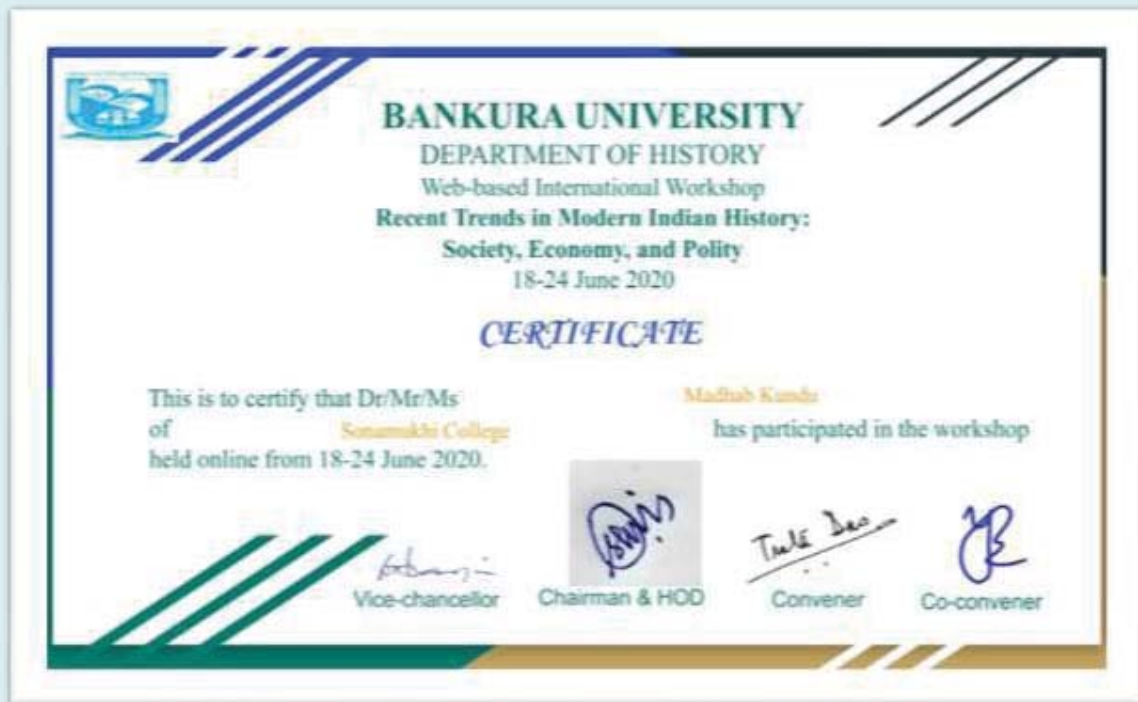 BANKURA UNIVERSITY
DEPARTMENT OF HISTORY
Web-based International Workshop
Recent Trends in Modern Indian History:
Society, Economy, and Polity
18-24 June 2020
CERTIFICATE
This is to certify that Dr/Mr/Ms Madhab Kundu
of Sonamukhi College has participated in the workshop
held online from 18-24 June 2020.
Vice-chancellor Chairman & HOD Convener Co-convener